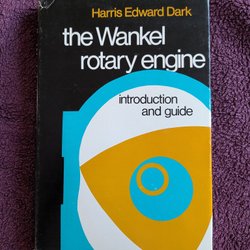 Harris Edward Dark
the Wankel
rotary engine
introduction
and guide